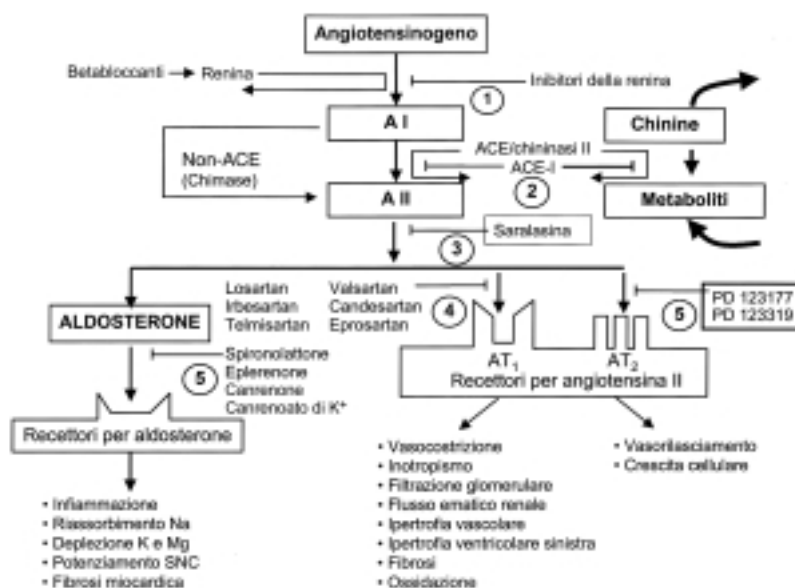 Angiotensinogeno
Betabloccanti
Renina
Inibitori della renina
1
A I
Chinine
Non-ACE
(Chimase)
ACE/chininasi II
ACE-I
2
A II
Metaboliti
Saralasina
3
Losartan
Irbesartan
Telmisartan
Valsartan
Candesartan
Eprosartan
4
5
PD 123177
PD 123319
ALDOSTERONE
Spironolattone
Eplerenone
Canrenone
Canrenoato di K+
5
AT1
AT2
Recettori per angiotensina II
Recettori per aldosterone
• Vasocostrizione
• Inotropismo
• Filtrazione glomerulare
• Flusso ematico renale
• Ipertrofia vascolare
• Ipertrofia ventricolare sinistra
• Fibrosi
• Ossidazione
• Vasorilasciamento
• Crescita cellulare
• Infiammazione
• Riassorbimento Na
• Deplezione K e Mg
• Potenziamento SNC
• Fibrosi miocardica